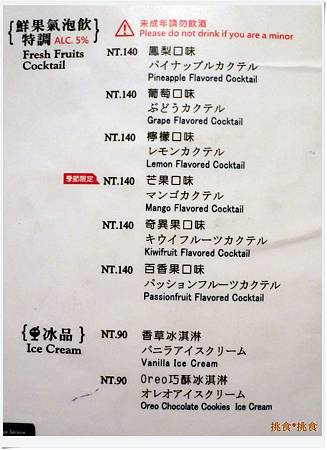 鮮果氣泡飲
特調 ALC. 5%
Fresh Fruits
Cocktail
未成年請勿飲酒
Please do not drink if you are a minor
NT.140 鳳梨口味
パイナップルカクテル
Pineapple Flavored Cocktail
NT.140 葡萄口味
ぶどうカクテル
Grape Flavored Cocktail
NT.140 檸檬口味
レモンカクテル
Lemon Flavored Cocktail
季節限定 NT.140 芒果口味
マンゴカクテル
Mango Flavored Cocktail
NT.140 奇異果口味
キウイフルーツカクテル
Kiwifruit Flavored Cocktail
NT.140 百香果口味
パッションフルーツカクテル
Passionfruit Flavored Cocktail
冰品
Ice Cream
NT.90 香草冰淇淋
バニラアイスクリーム
Vanilla Ice Cream
NT.90 Oreo巧酥冰淇淋
オレオアイスクリーム
Oreo Chocolate Cookies Ice Cream
挑食*挑食